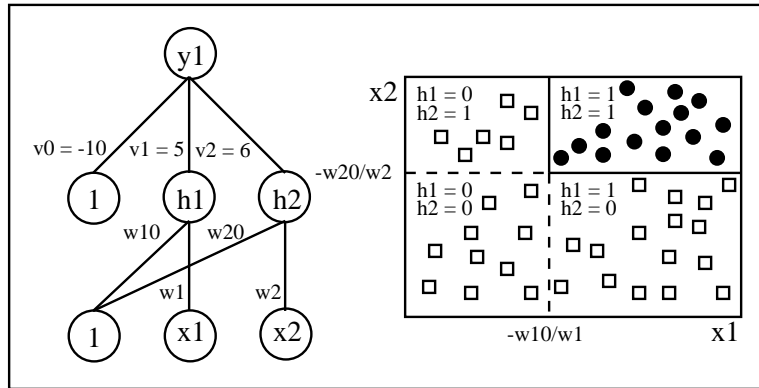 y1
v0 = -10
v1 = 5
v2 = 6
1
h1
h2
w10
w20
w1
w2
1
x1
x2
x2
h1 = 0
h2 = 1
h1 = 1
h2 = 1
-w20/w2
h1 = 0
h2 = 0
h1 = 1
h2 = 0
-w10/w1
x1